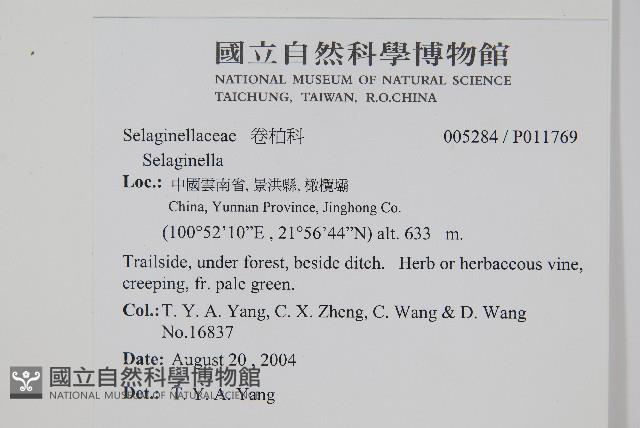 國立自然科學博物館
NATIONAL MUSEUM OF NATURAL SCIENCE
TAICHUNG, TAIWAN, R.O.CHINA
Selaginellaceae 卷柏科 005284 / P011769
Selaginella
Loc.: 中國雲南省, 景洪縣, 橄欖壩
China, Yunnan Province, Jinghong Co.
(100°52'10”E , 21°56'44”N) alt. 633 m.
Trailside, under forest, beside ditch. Herb or herbaceous vine,
creeping, fr. pale green.
Col.: T. Y. A. Yang, C. X. Zheng, C. Wang & D. Wang
No.16837
Date: August 20 , 2004
Det.: T. Y. A. Yang
國立自然科學博物館
NATIONAL MUSEUM OF NATURAL SCIENCE